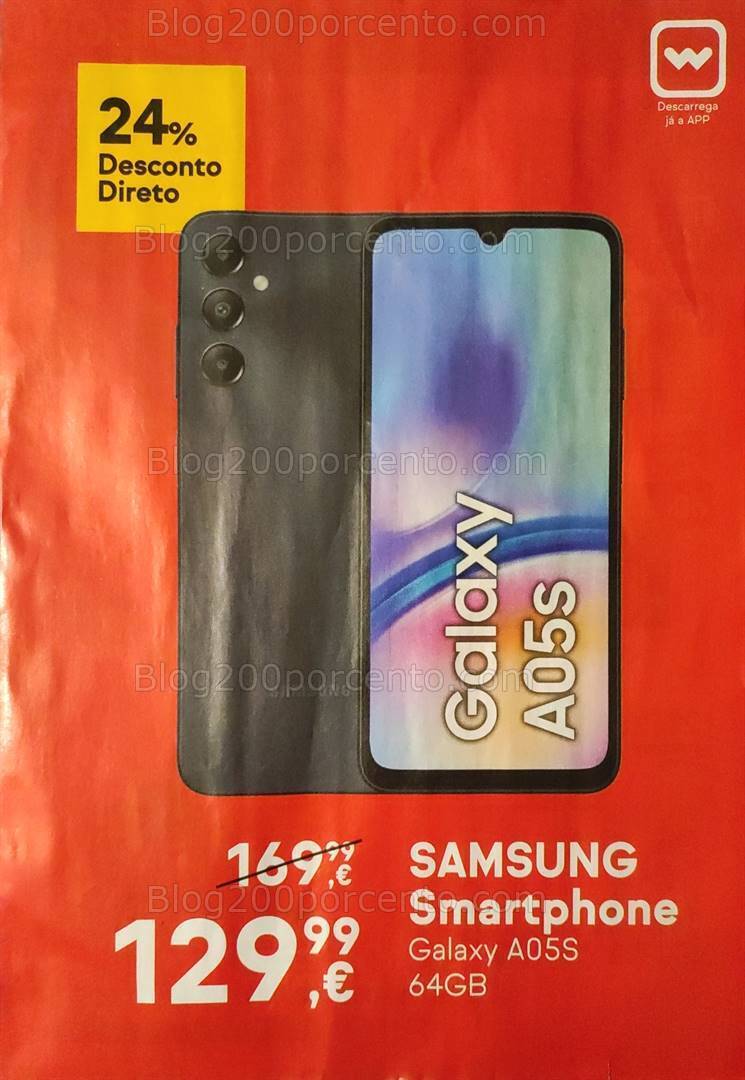 Blog200porcento.com
Descarrega
já a APP
24%
Desconto
Direto
Blog200porcento.com
Blog200porcento.com
Galaxy
A05s
Blog200porcento.com
SAMSUNG
169,99€
SAMSUNG
Blog200porcento.com
Smartphone
129,99€
Galaxy A05S
64GB